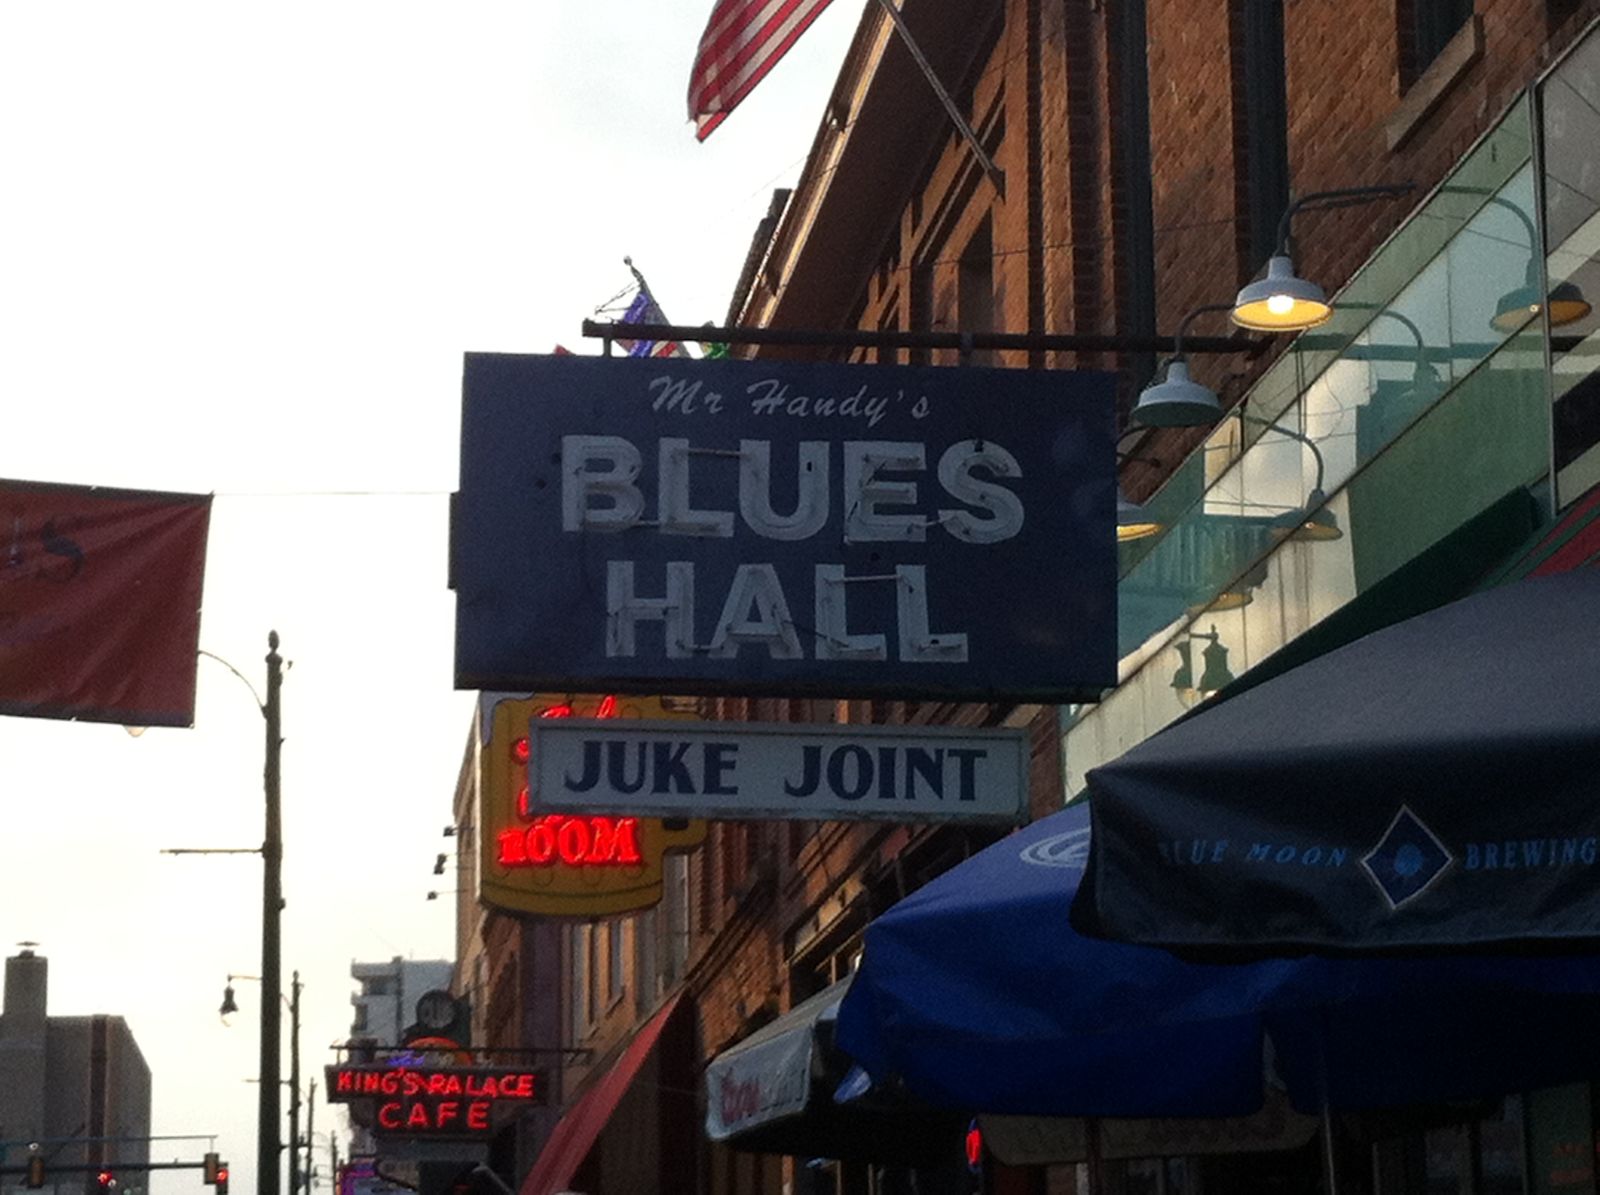 Mr Handy's
BLUES
HALL
JUKE JOINT
ROOM
BLUE MOON BREWING
KING'S PALACE
CAFE